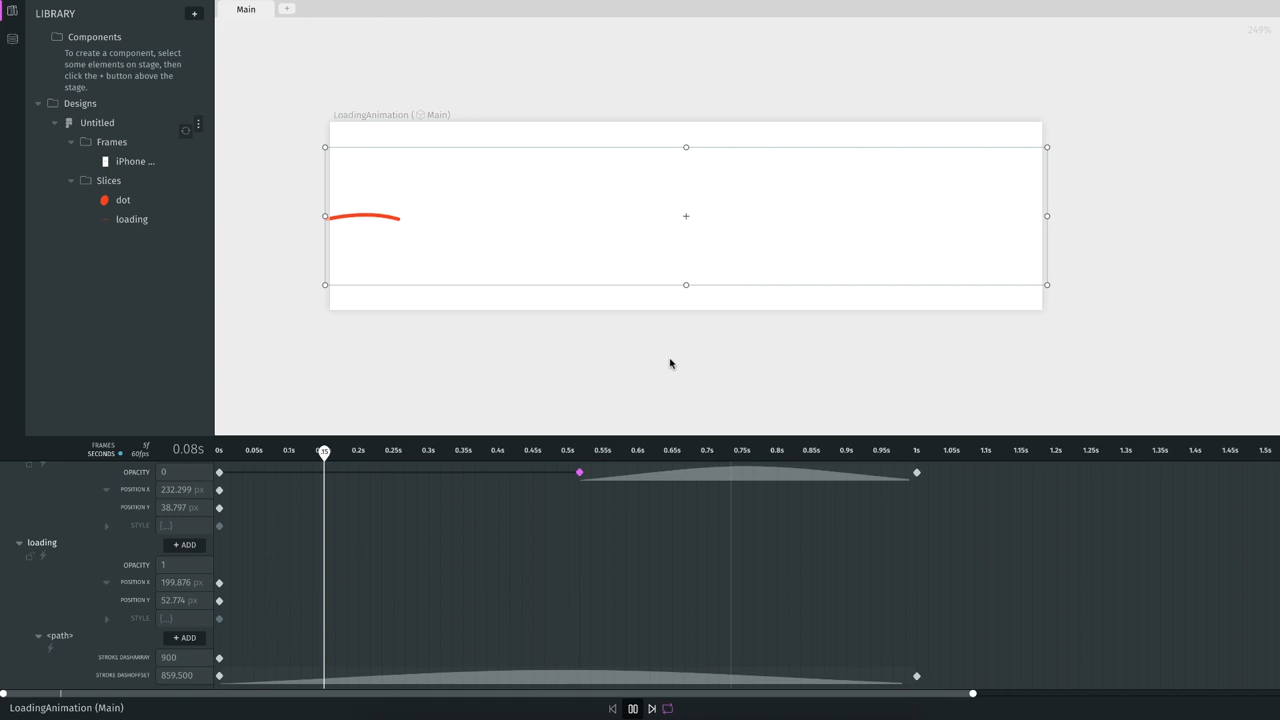 LIBRARY
+
Main
+
249%
Components
To create a component, select
some elements on stage, then
click the + button above the
stage.
Designs
Untitled
Frames
iPhone ...
Slices
dot
loading
LoadingAnimation ( Main)
FRAMES
SECONDS
5f
60fps
0.08s
0s 0.05s 0.1s 0.15 0.2s 0.25s 0.3s 0.35s 0.4s 0.45s 0.5s 0.55s 0.6s 0.65s 0.7s 0.75s 0.8s 0.85s 0.9s 0.95s 1s 1.05s 1.1s 1.15s 1.2s 1.25s 1.3s 1.35s 1.4s 1.45s 1.5s
OPACITY 0
POSITION X 232.299 px
POSITION Y 38.797 px
STYLE {...}
loading
+ ADD
OPACITY 1
POSITION X 199.876 px
POSITION Y 52.774 px
STYLE {...}
<path> + ADD
STROKE DASHARRAY 900
STROKE DASHOFFSET 859.500
LoadingAnimation (Main)